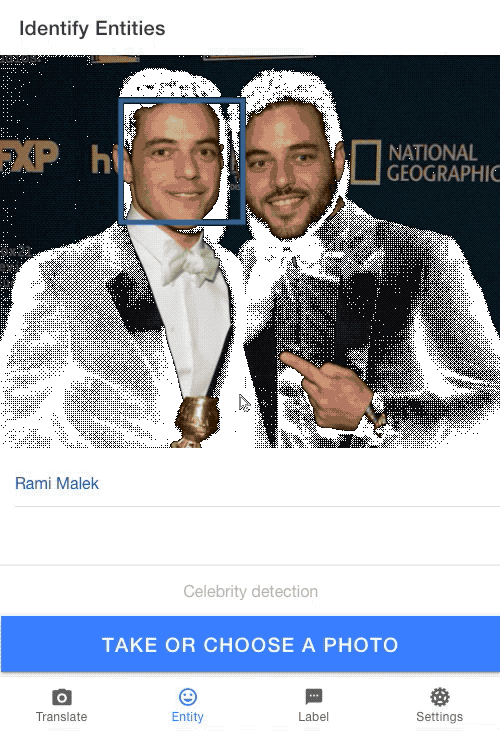 Identify Entities
FXP
NATIONAL
GEOGRAPHIC
Rami Malek
Celebrity detection
TAKE OR CHOOSE A PHOTO
Translate
Entity
Label
Settings